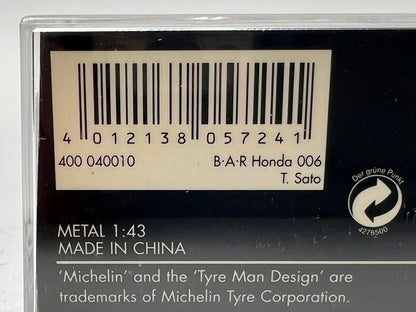 4 012138 057241
400 040010 B·A·R Honda 006
T. Sato
Der grüne Punkt
4276500
METAL 1:43
MADE IN CHINA
'Michelin' and the 'Tyre Man Design' are
trademarks of Michelin Tyre Corporation.